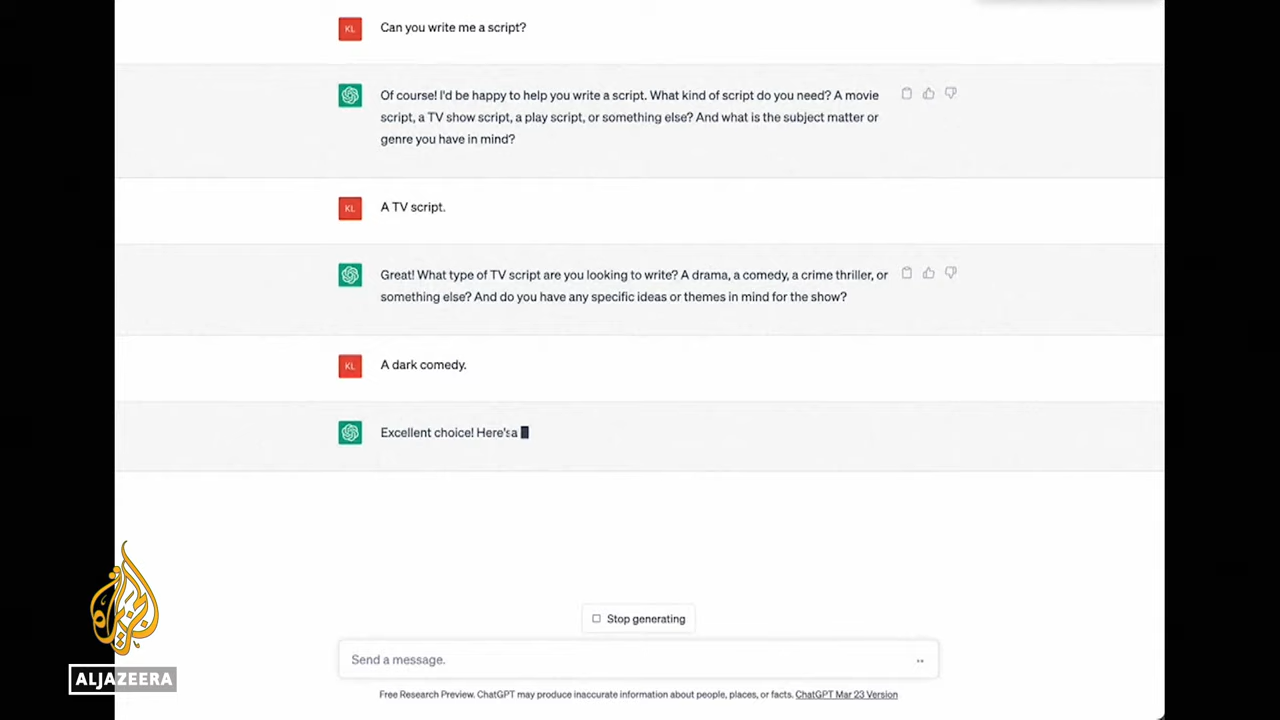 KL
Can you write me a script?
Of course! I'd be happy to help you write a script. What kind of script do you need? A movie
script, a TV show script, a play script, or something else? And what is the subject matter or
genre you have in mind?
KL
A TV script.
Great! What type of TV script are you looking to write? A drama, a comedy, a crime thriller, or
something else? And do you have any specific ideas or themes in mind for the show?
KL
A dark comedy.
Excellent choice! Here's a
Stop generating
Send a message.
Free Research Preview. ChatGPT may produce inaccurate information about people, places, or facts. ChatGPT Mar 23 Version
الجزيرة
ALJAZEERA